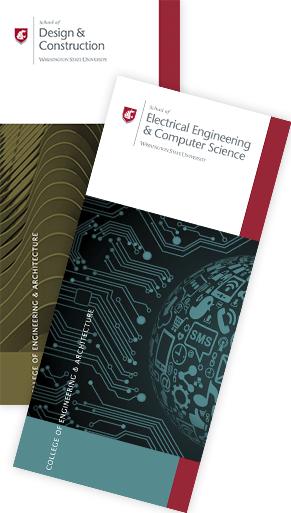 School of
Design &
Construction
WASHINGTON STATE UNIVERSITY
School of
Electrical Engineering
& Computer Science
WASHINGTON STATE UNIVERSITY
COLLEGE OF ENGINEERING & ARCHITECTURE
SMS
COLLEGE OF ENGINEERING & ARCHITECTURE